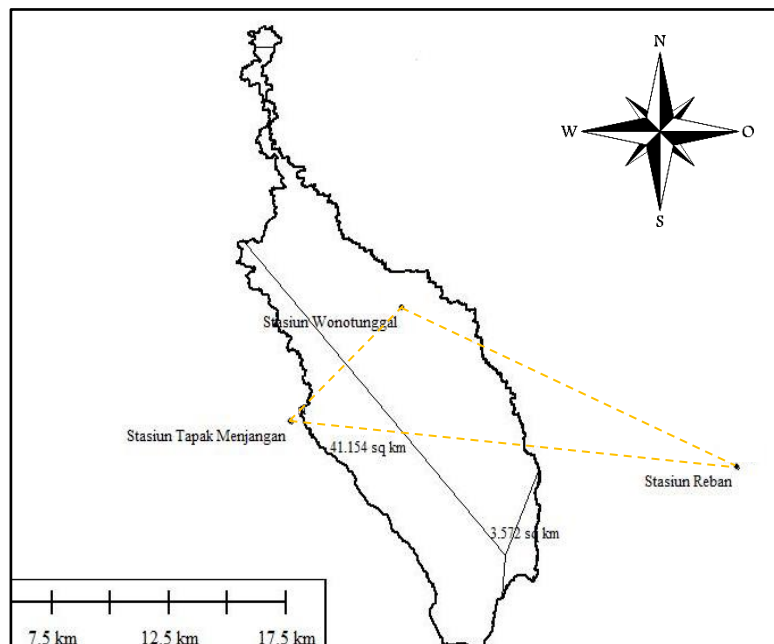 N
W
O
S
Stasiun Wonotunggal
Stasiun Tapak Menjangan
41.154 sq km
Stasiun Reban
3.572 sq km
7.5 km
12.5 km
17.5 km